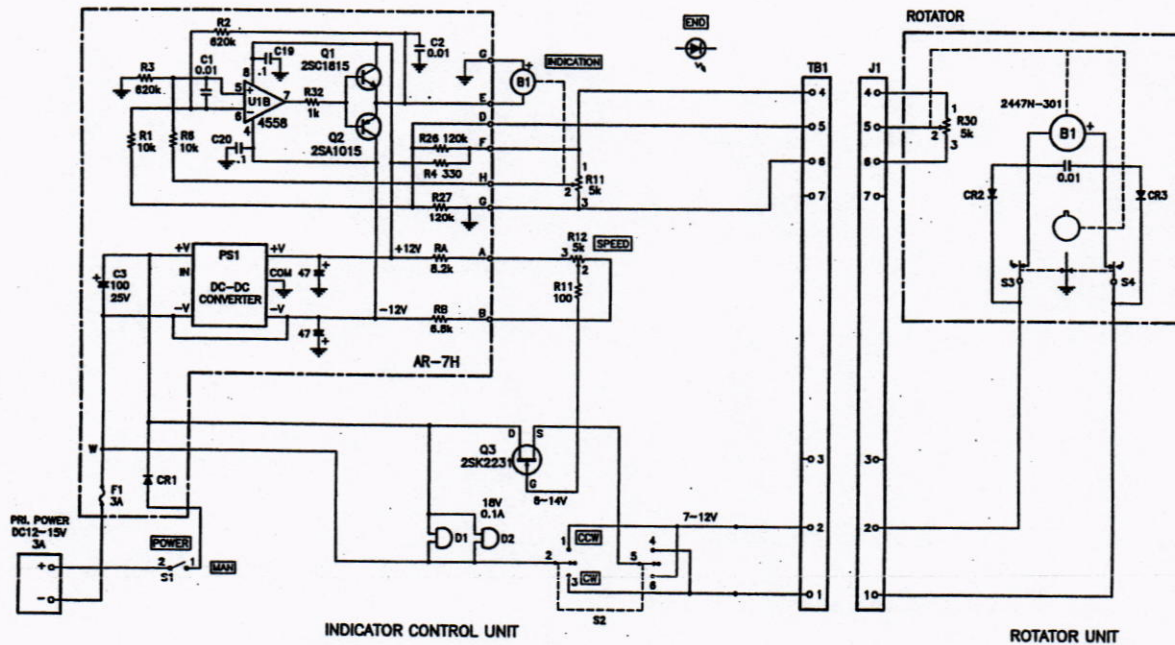 ROTATOR
R2
620k
C19
.1
Q1
2SC1815
C2
0.01
END
G
INDICATION
B1
+
TB1
J1
R3
620k
C1
0.01
8
5
+
6
-
U1B
7
4558
4
R32
1k
E
D
Q2
2SA1015
R1
10k
R6
10k
C20
.1
R26 120k
F
R4 330
H
R27
120k
G
1
2
R11
5k
3
4
5
6
7
4
5
6
7
1
2
R30
5k
3
2447N-301
B1
+
0.01
CR2
CR3
S3
S4
+
C3
100
25V
+V
IN
-V
PS1
DC-DC
CONVERTER
+V
COM
-V
47
+
47
+
+12V
-12V
RA
8.2k
A
RB
6.8k
B
AR-7H
R12
5k
3
2
SPEED
R11
100
W
CR1
F1
3A
PRI. POWER
DC12-15V
3A
+
-
POWER
2
1
S1
MAN
D
S
G
Q3
2SK2231
8-14V
18V
0.1A
D1
D2
1
CCW
2
3
CW
4
5
6
S2
7-12V
3
2
1
3
2
1
INDICATOR CONTROL UNIT
ROTATOR UNIT